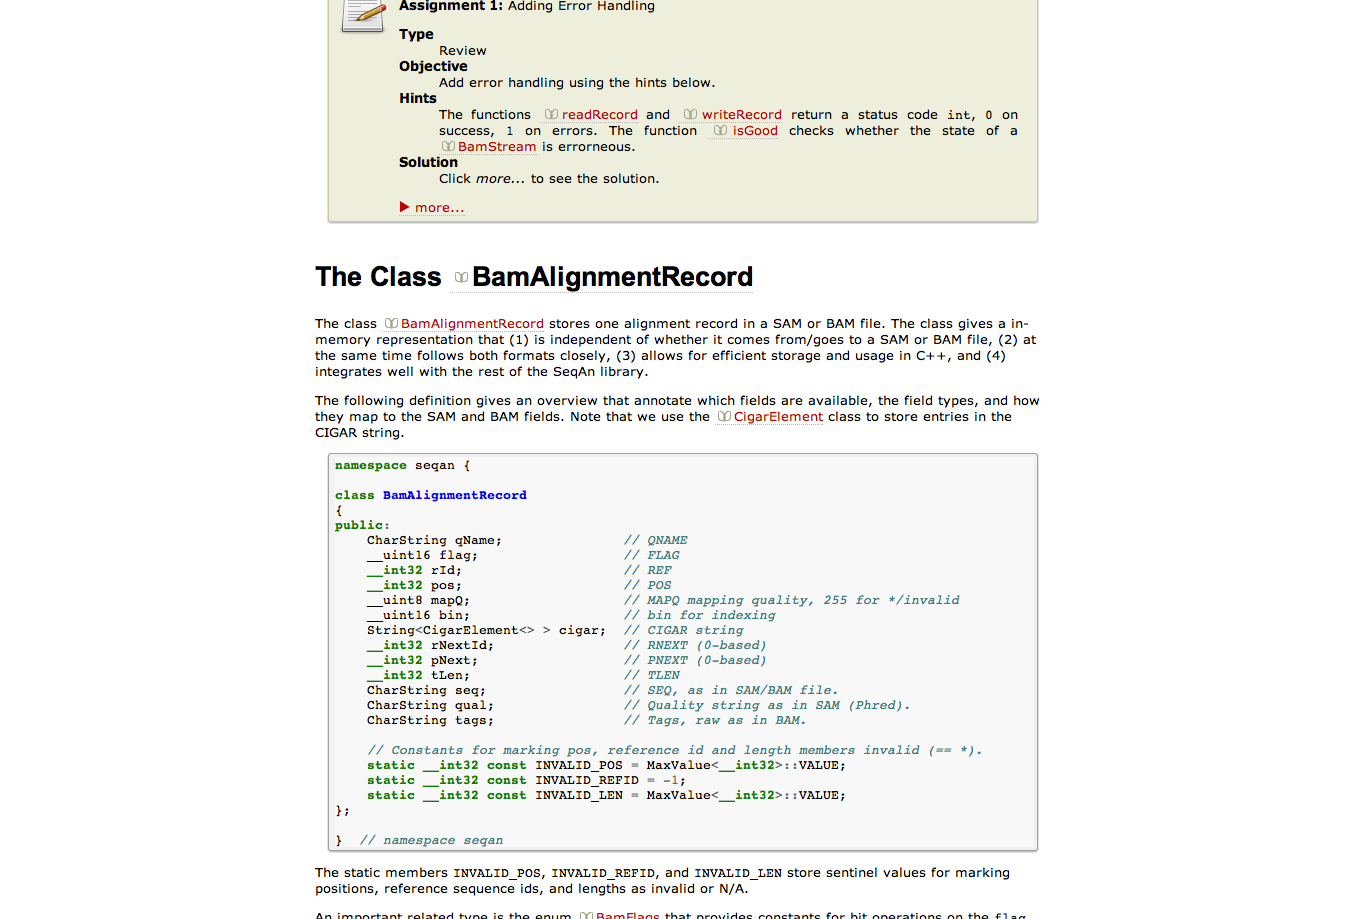 Assignment 1: Adding Error Handling
Type
Review
Objective
Add error handling using the hints below.
Hints
The functions readRecord and writeRecord return a status code int, 0 on
success, 1 on errors. The function isGood checks whether the state of a
BamStream is errorneous.
Solution
Click more... to see the solution.
more...
The Class BamAlignmentRecord
The class BamAlignmentRecord stores one alignment record in a SAM or BAM file. The class gives a in-
memory representation that (1) is independent of whether it comes from/goes to a SAM or BAM file, (2) at
the same time follows both formats closely, (3) allows for efficient storage and usage in C++, and (4)
integrates well with the rest of the SeqAn library.
The following definition gives an overview that annotate which fields are available, the field types, and how
they map to the SAM and BAM fields. Note that we use the CigarElement class to store entries in the
CIGAR string.
namespace seqan {
class BamAlignmentRecord
{
public:
CharString qName; // QNAME
__uint16 flag; // FLAG
__int32 rId; // REF
__int32 pos; // POS
__uint8 mapQ; // MAPQ mapping quality, 255 for */invalid
__uint16 bin; // bin for indexing
String<CigarElement<> > cigar; // CIGAR string
__int32 rNextId; // RNEXT (0-based)
__int32 pNext; // PNEXT (0-based)
__int32 tLen; // TLEN
CharString seq; // SEQ, as in SAM/BAM file.
CharString qual; // Quality string as in SAM (Phred).
CharString tags; // Tags, raw as in BAM.
// Constants for marking pos, reference id and length members invalid (== *).
static __int32 const INVALID_POS = MaxValue<__int32>::VALUE;
static __int32 const INVALID_REFID = -1;
static __int32 const INVALID_LEN = MaxValue<__int32>::VALUE;
};
} // namespace seqan
The static members INVALID_POS, INVALID_REFID, and INVALID_LEN store sentinel values for marking
positions, reference sequence ids, and lengths as invalid or N/A.
An important related type is the enum BamFlags that provides constants for bit operations on the flag